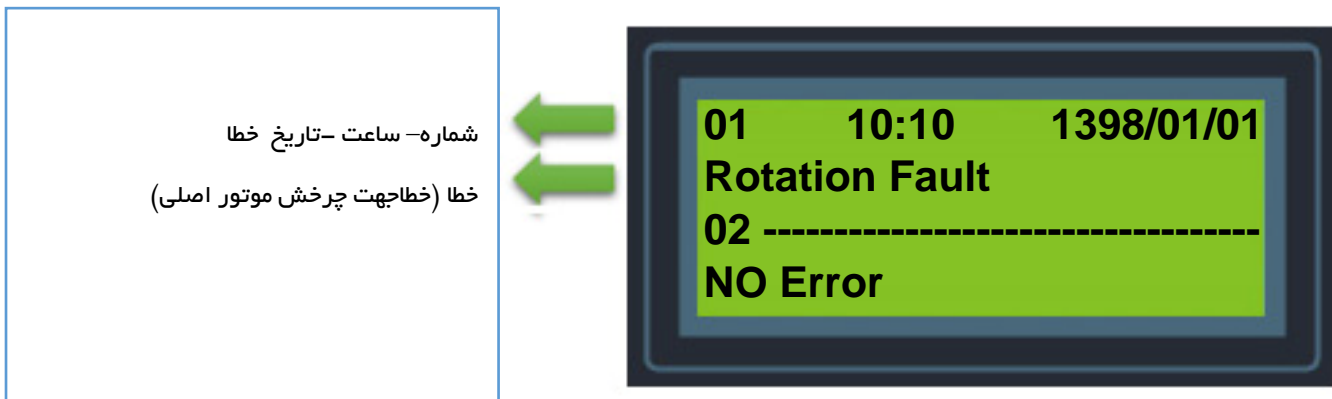 شماره– ساعت –تاریخ خطا
خطا (خطاجهت چرخش موتور اصلی)
01 10:10 1398/01/01
Rotation Fault
02 -----------------------------------
NO Error